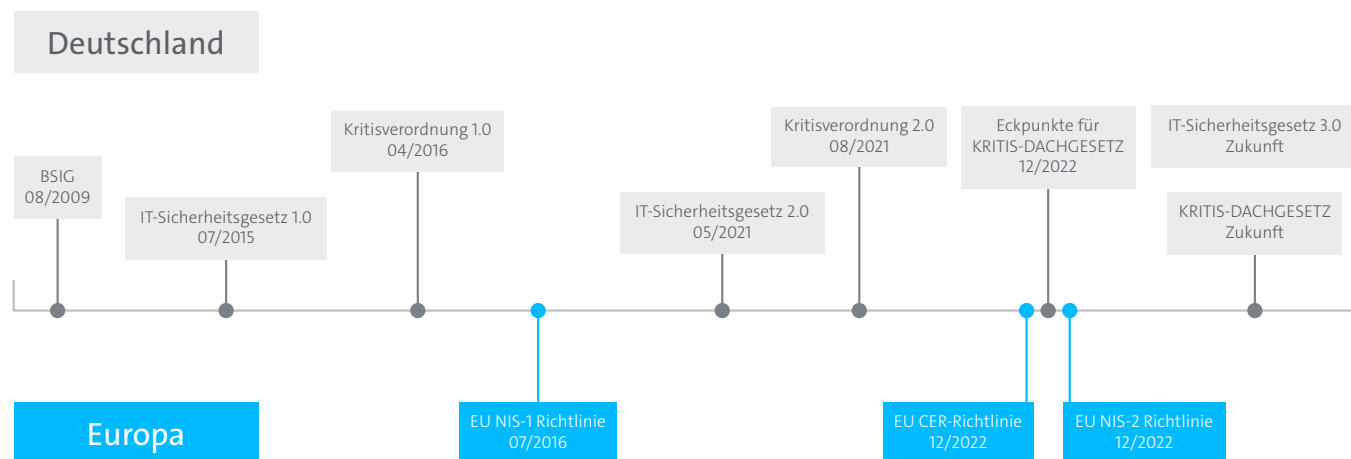 Deutschland
BSIG
08/2009
IT-Sicherheitsgesetz 1.0
07/2015
Kritisverordnung 1.0
04/2016
IT-Sicherheitsgesetz 2.0
05/2021
Kritisverordnung 2.0
08/2021
Eckpunkte für
KRITIS-DACHGESETZ
12/2022
IT-Sicherheitsgesetz 3.0
Zukunft
KRITIS-DACHGESETZ
Zukunft
Europa
EU NIS-1 Richtlinie
07/2016
EU CER-Richtlinie
12/2022
EU NIS-2 Richtlinie
12/2022